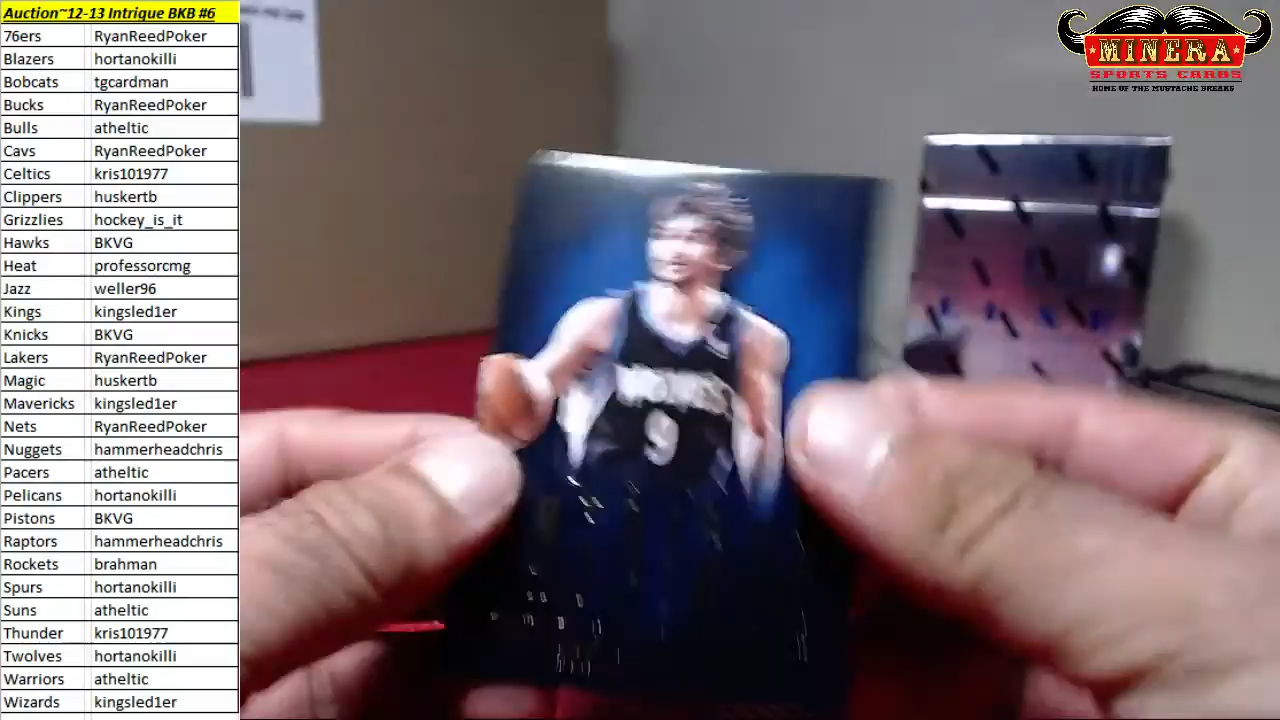 Auction~12-13 Intrigue BKB #6
76ers RyanReedPoker
Blazers hortanokilli
Bobcats tgcardman
Bucks RyanReedPoker
Bulls atheltic
Cavs RyanReedPoker
Celtics kris101977
Clippers huskertb
Grizzlies hockey_is_it
Hawks BKVG
Heat professorcmg
Jazz weller96
Kings kingsled1er
Knicks BKVG
Lakers RyanReedPoker
Magic huskertb
Mavericks kingsled1er
Nets RyanReedPoker
Nuggets hammerheadchris
Pacers atheltic
Pelicans hortanokilli
Pistons BKVG
Raptors hammerheadchris
Rockets brahman
Spurs hortanokilli
Suns atheltic
Thunder kris101977
Twolves hortanokilli
Warriors atheltic
Wizards kingsled1er
MINERA
SPORTS CARDS
HOME OF THE MUSTACHE BREAKS
9